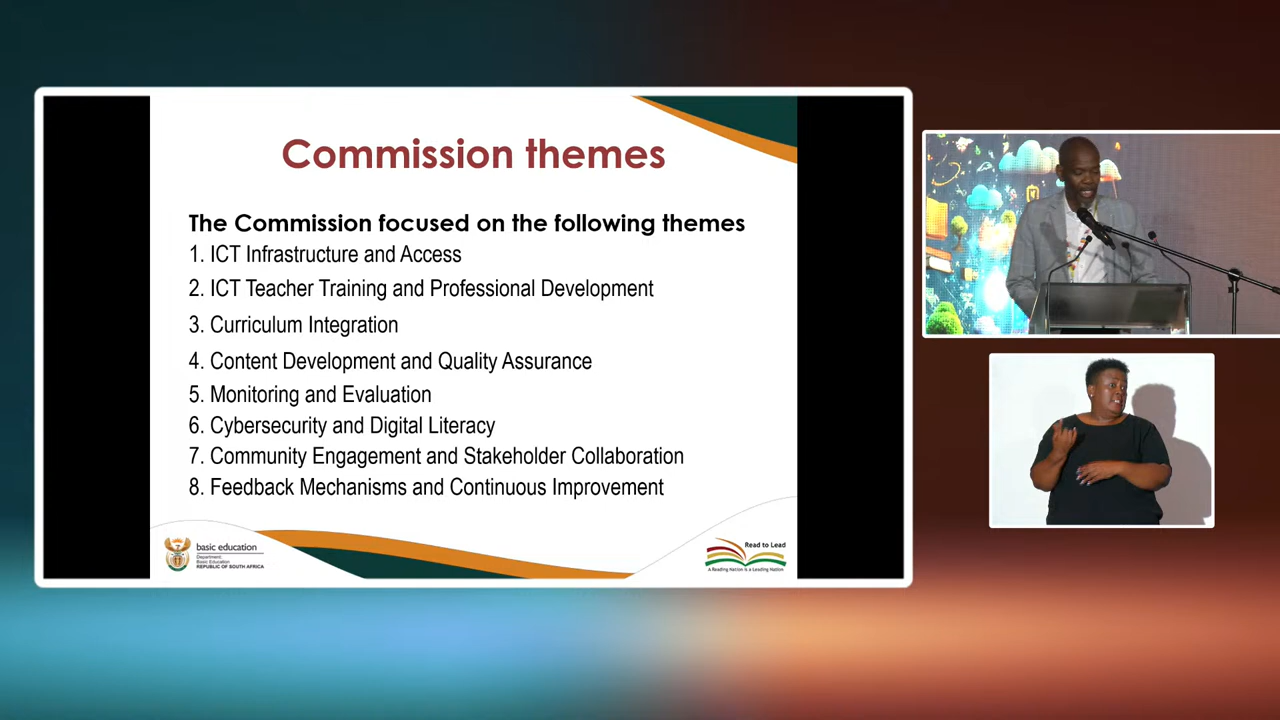 Commission themes
The Commission focused on the following themes
1. ICT Infrastructure and Access
2. ICT Teacher Training and Professional Development
3. Curriculum Integration
4. Content Development and Quality Assurance
5. Monitoring and Evaluation
6. Cybersecurity and Digital Literacy
7. Community Engagement and Stakeholder Collaboration
8. Feedback Mechanisms and Continuous Improvement
basic education
Department:
Basic Education
REPUBLIC OF SOUTH AFRICA
Read to Lead
A Reading Nation is a Leading Nation